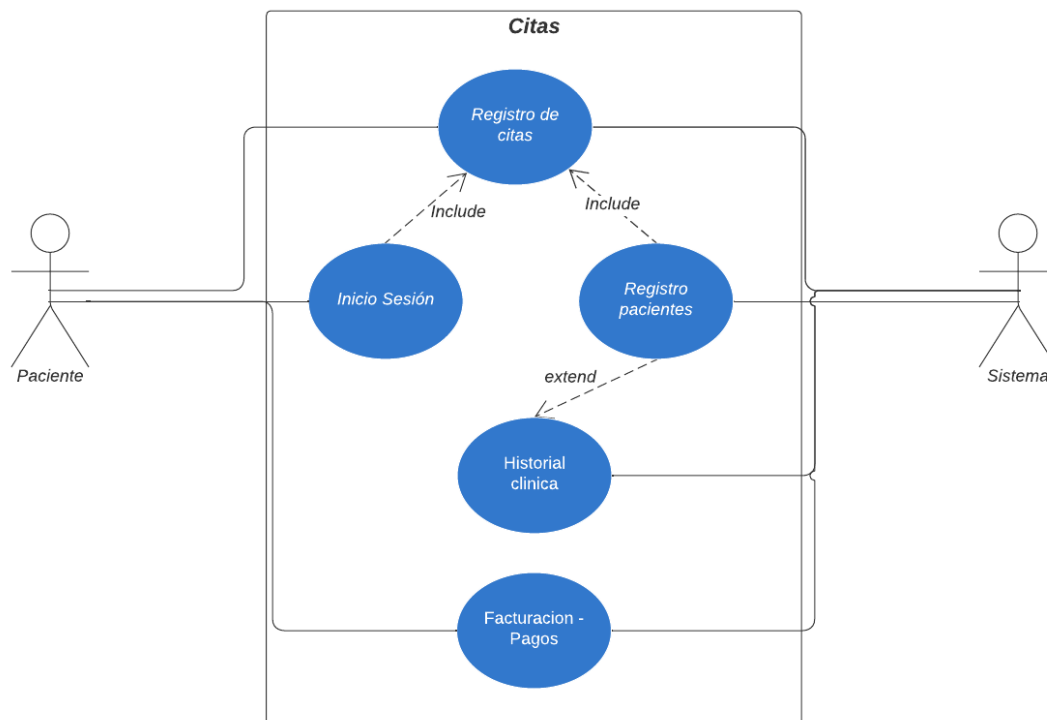 Citas
Registro de
citas
Include
Include
Inicio Sesión
Registro
pacientes
Paciente
Sistema
extend
Historial
clinica
Facturacion -
Pagos